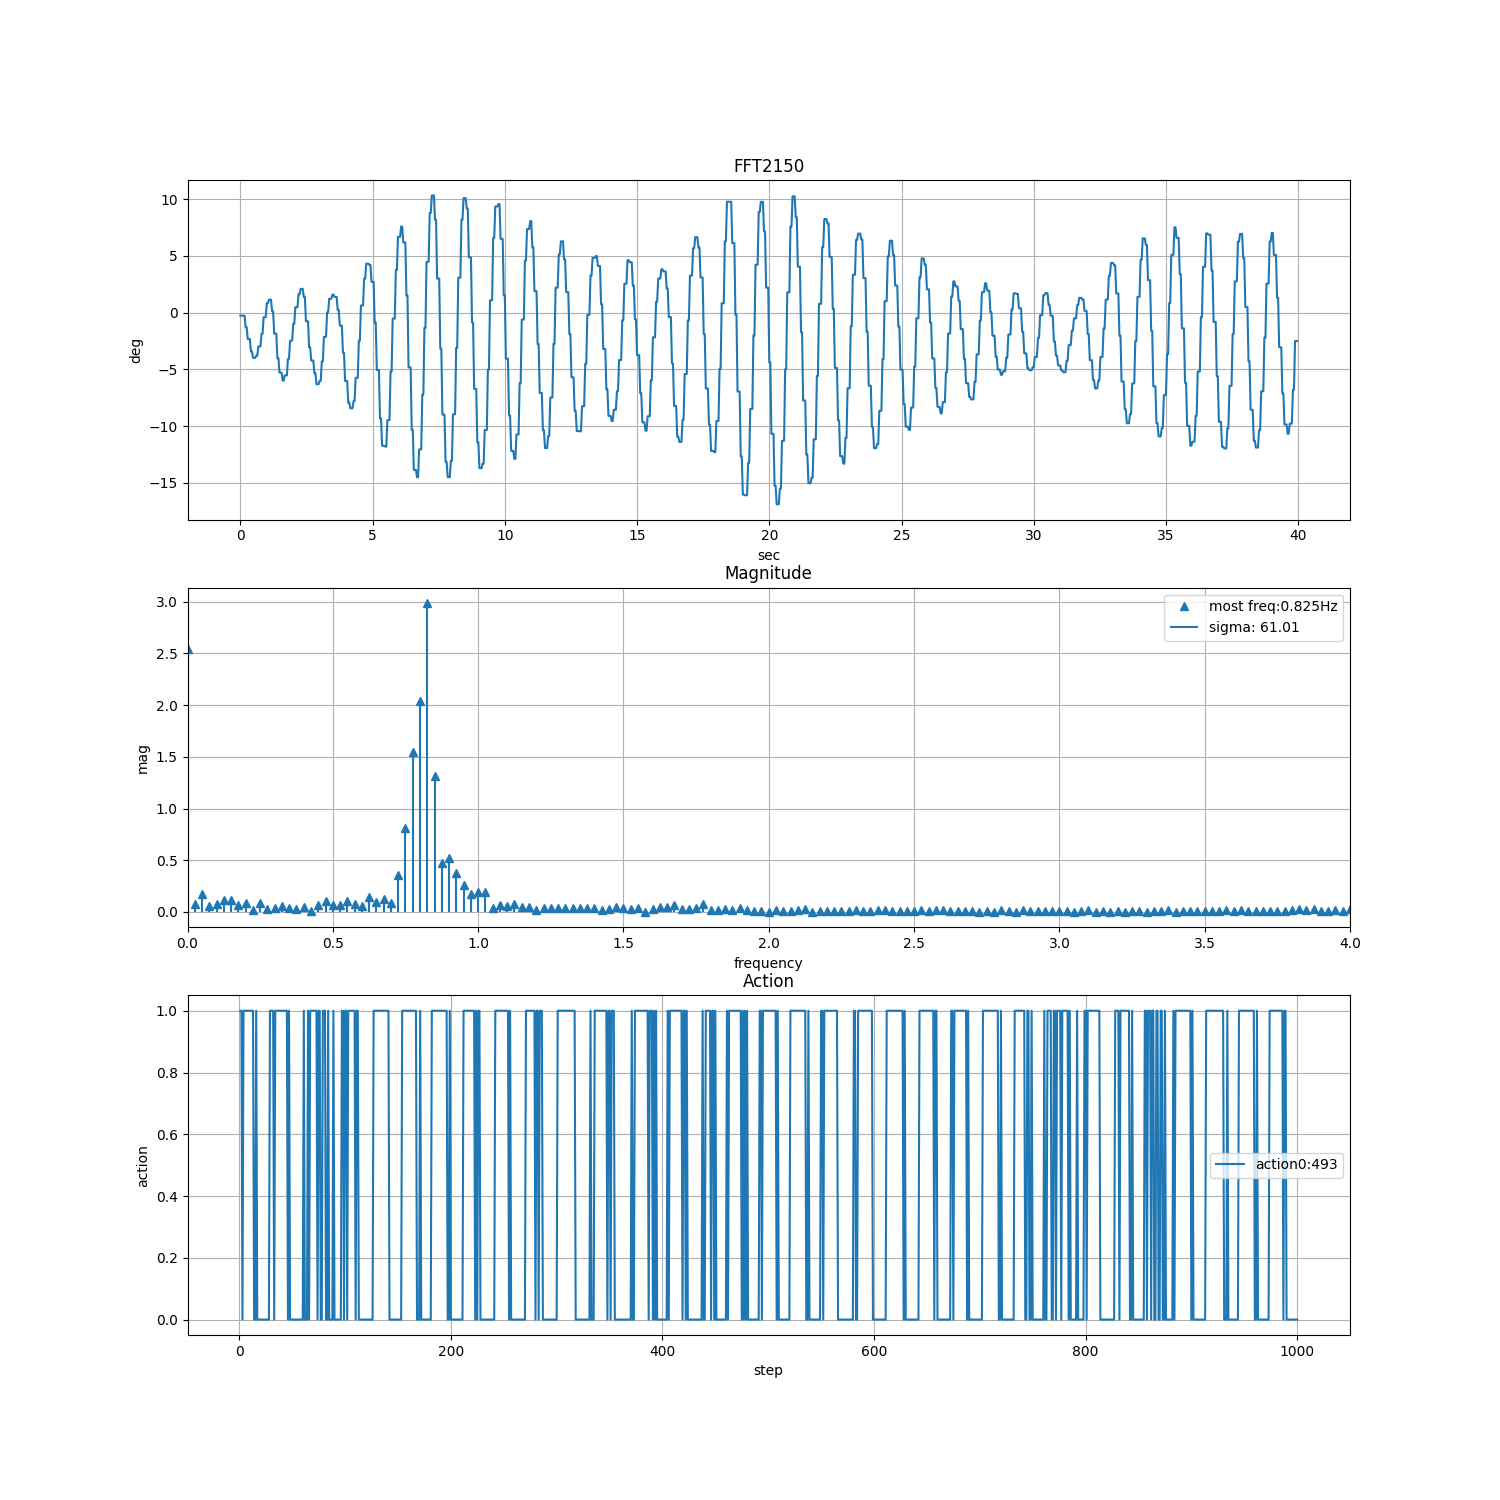 FFT2150
10
5
0
−5
−10
−15
deg
0 5 10 15 20 25 30 35 40
sec
Magnitude
3.0
2.5
2.0
1.5
1.0
0.5
0.0
mag
most freq:0.825Hz
sigma: 61.01
0.0 0.5 1.0 1.5 2.0 2.5 3.0 3.5 4.0
frequency
Action
1.0
0.8
0.6
0.4
0.2
0.0
action
action0:493
0 200 400 600 800 1000
step